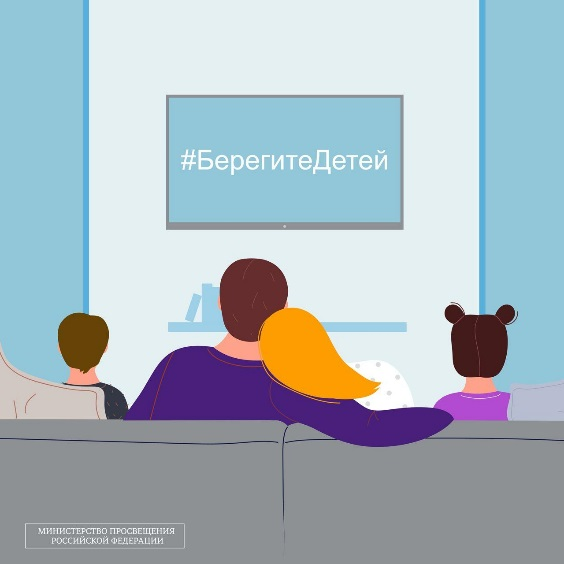 #БерегитеДетей
МИНИСТЕРСТВО ПРОСВЕЩЕНИЯ
РОССИЙСКОЙ ФЕДЕРАЦИИ